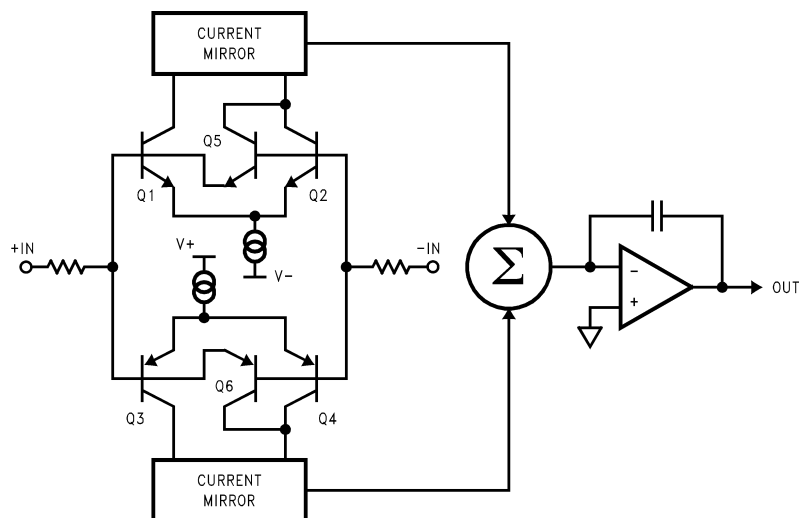 CURRENT
MIRROR
Q5
Q1
Q2
+IN
V+
V-
-IN
Σ
-
+
OUT
Q6
Q3
Q4
CURRENT
MIRROR